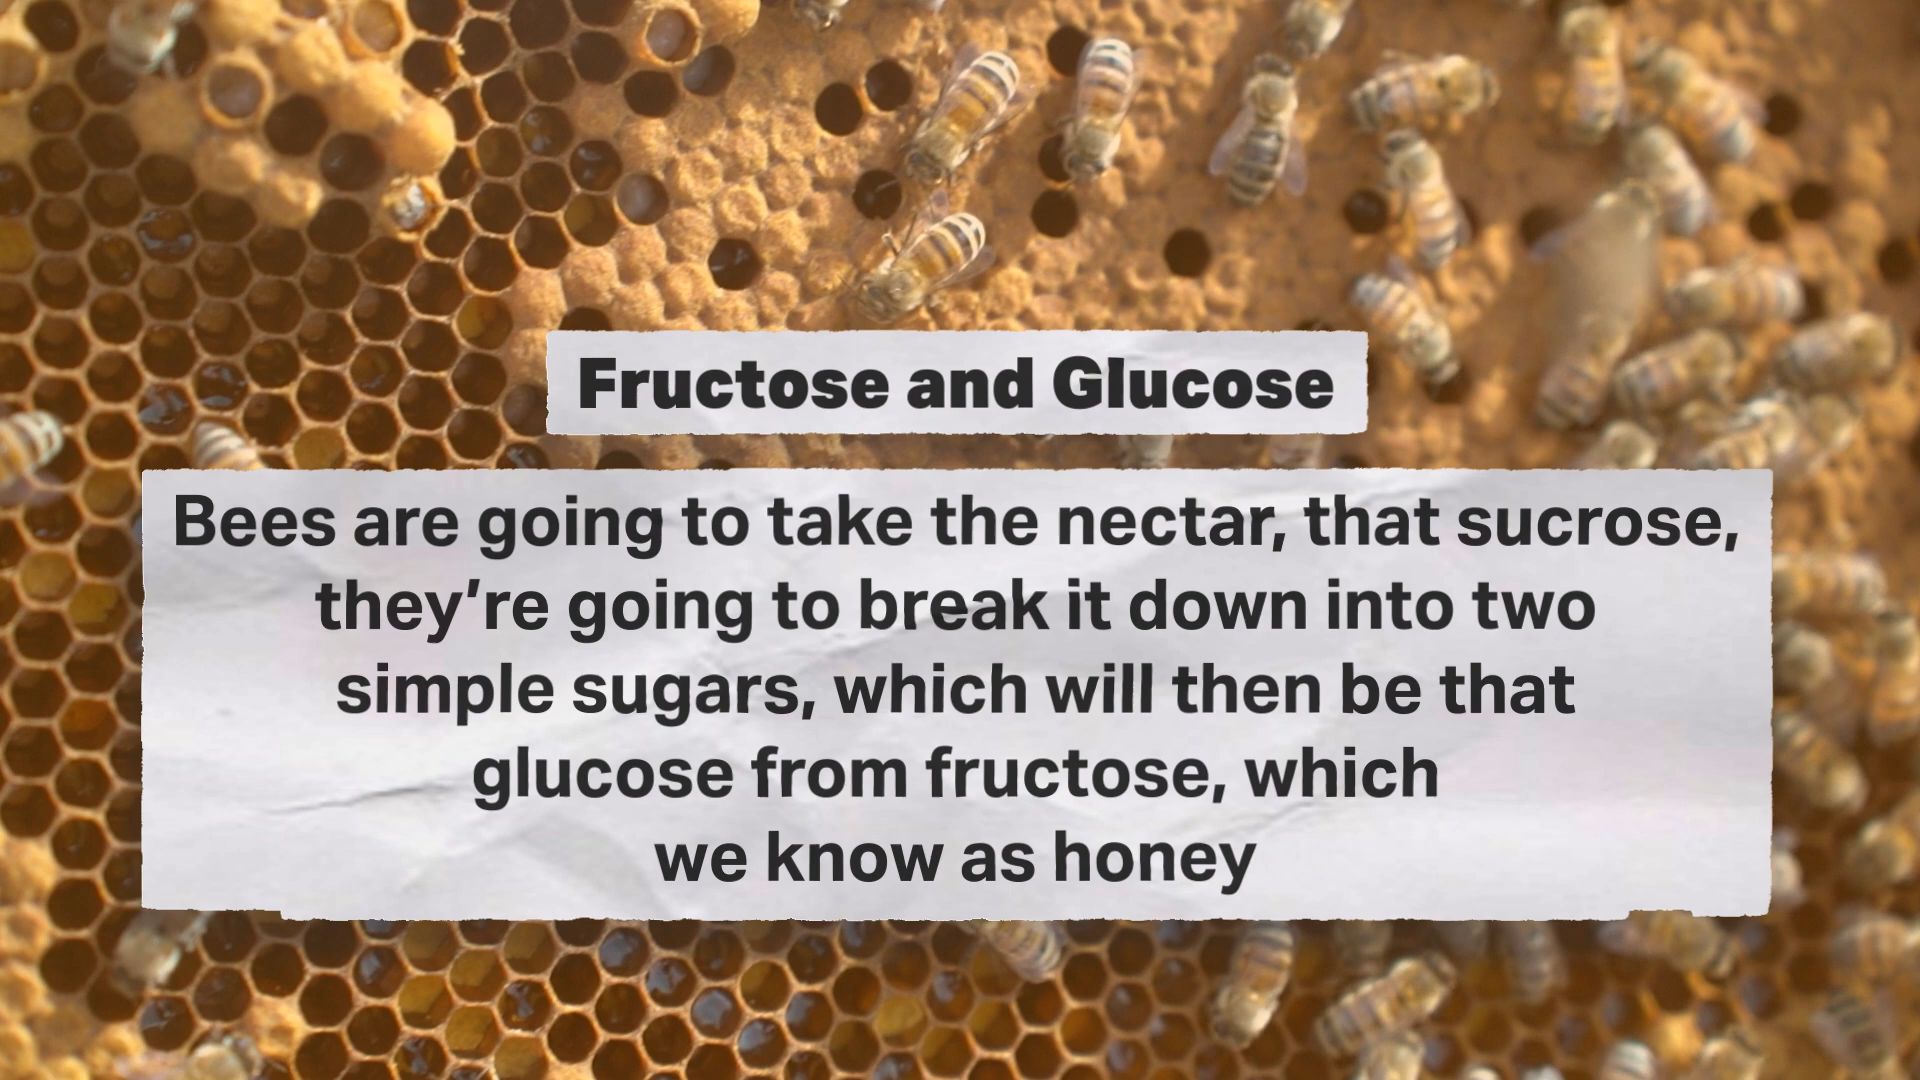 Fructose and Glucose
Bees are going to take the nectar, that sucrose,
they’re going to break it down into two
simple sugars, which will then be that
glucose from fructose, which
we know as honey